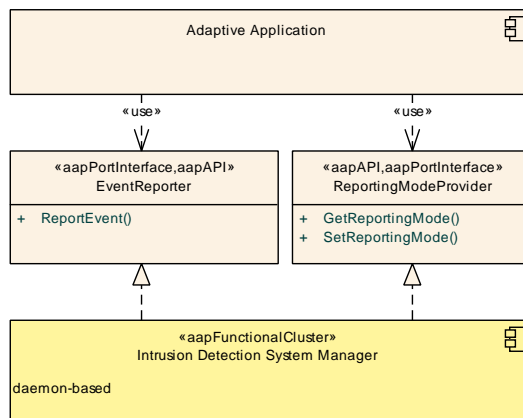 Adaptive Application
«use»
«use»
«aapPortInterface,aapAPI»
EventReporter
+ ReportEvent()
«aapAPI,aapPortInterface»
ReportingModeProvider
+ GetReportingMode()
+ SetReportingMode()
«aapFunctionalCluster»
Intrusion Detection System Manager
daemon-based